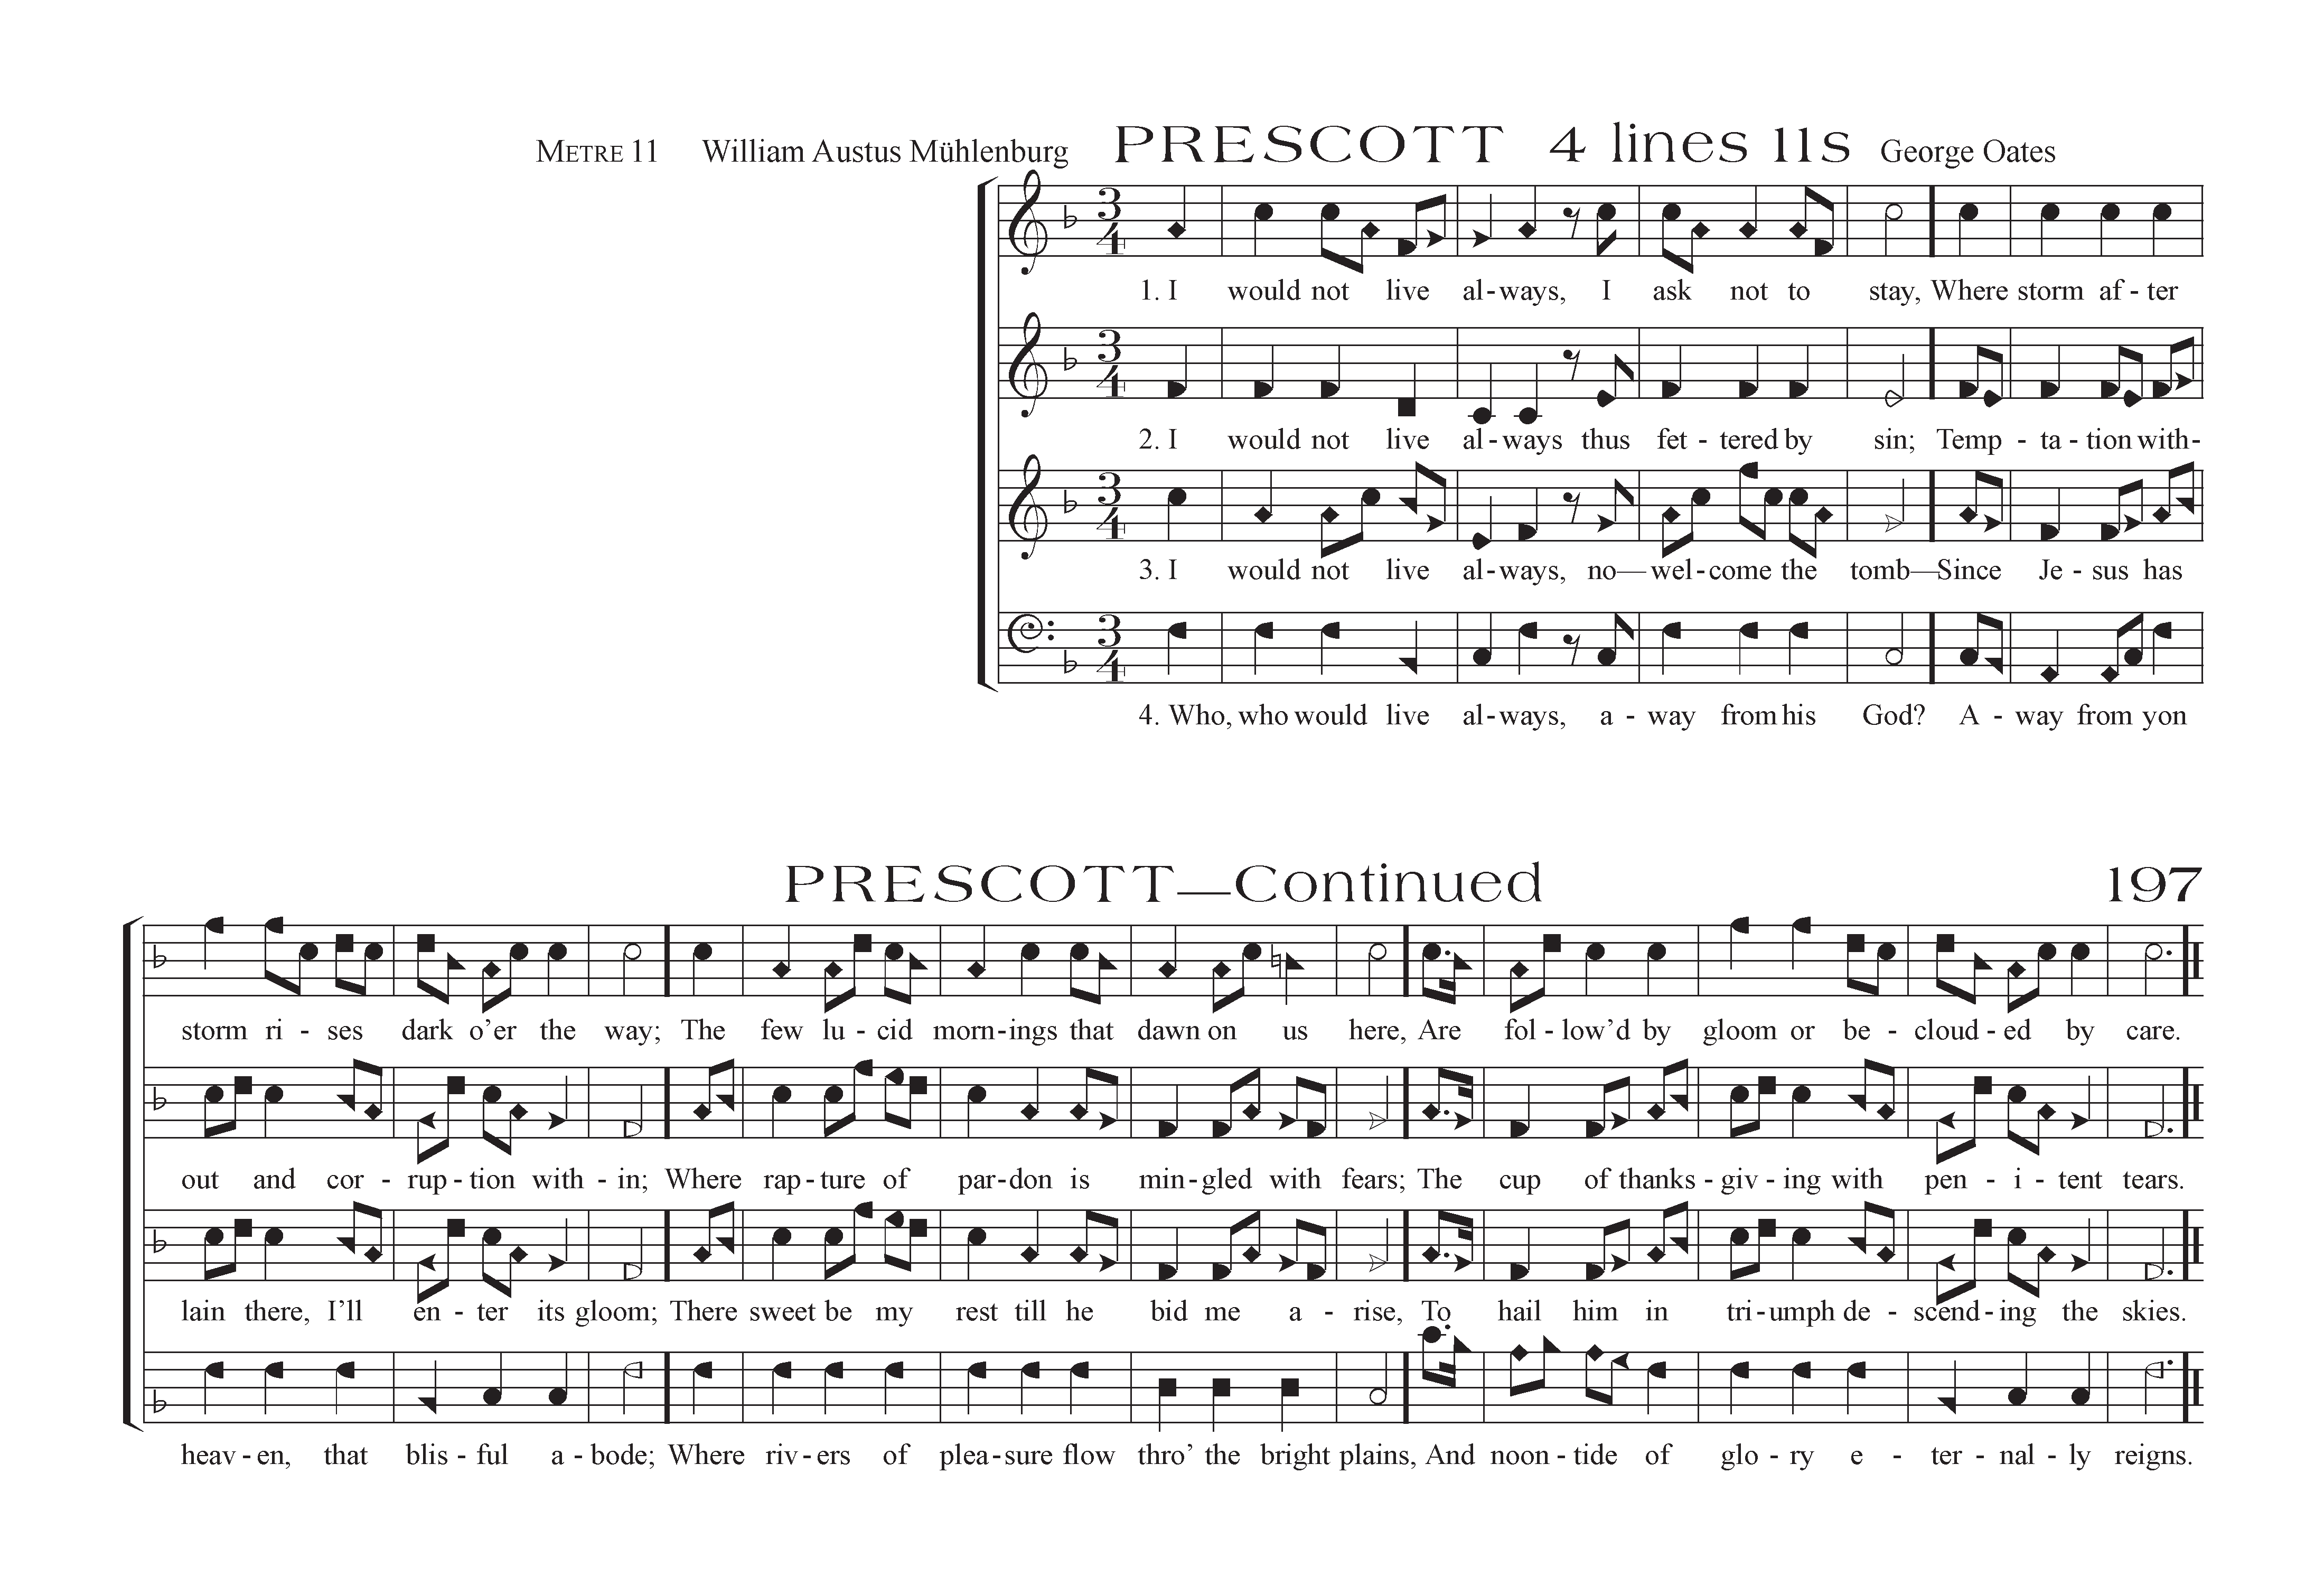 METRE 11 William Austus Mühlenburg PRESCOTT 4 lines 11s George Oates
3 4
1. I would not live al-ways, I ask not to stay, Where storm af - ter
3 4
2. I would not live al-ways thus fet - tered by sin; Temp - ta - tion with-
3 4
3. I would not live al-ways, no—wel-come the tomb—Since Je - sus has
3 4
4. Who, who would live al-ways, a - way from his God? A - way from yon
PRESCOTT—Continued 197
storm ri - ses dark o’er the way; The few lu - cid morn-ings that dawn on us here, Are fol - low’d by gloom or be - cloud - ed by care.
out and cor - rup - tion with - in; Where rap - ture of par-don is min-gled with fears; The cup of thanks - giv - ing with pen - i - tent tears.
lain there, I’ll en - ter its gloom; There sweet be my rest till he bid me a - rise, To hail him in tri-umph de - scend-ing the skies.
heav - en, that blis - ful a - bode; Where riv - ers of plea-sure flow thro’ the bright plains, And noon - tide of glo - ry e - ter - nal - ly reigns.